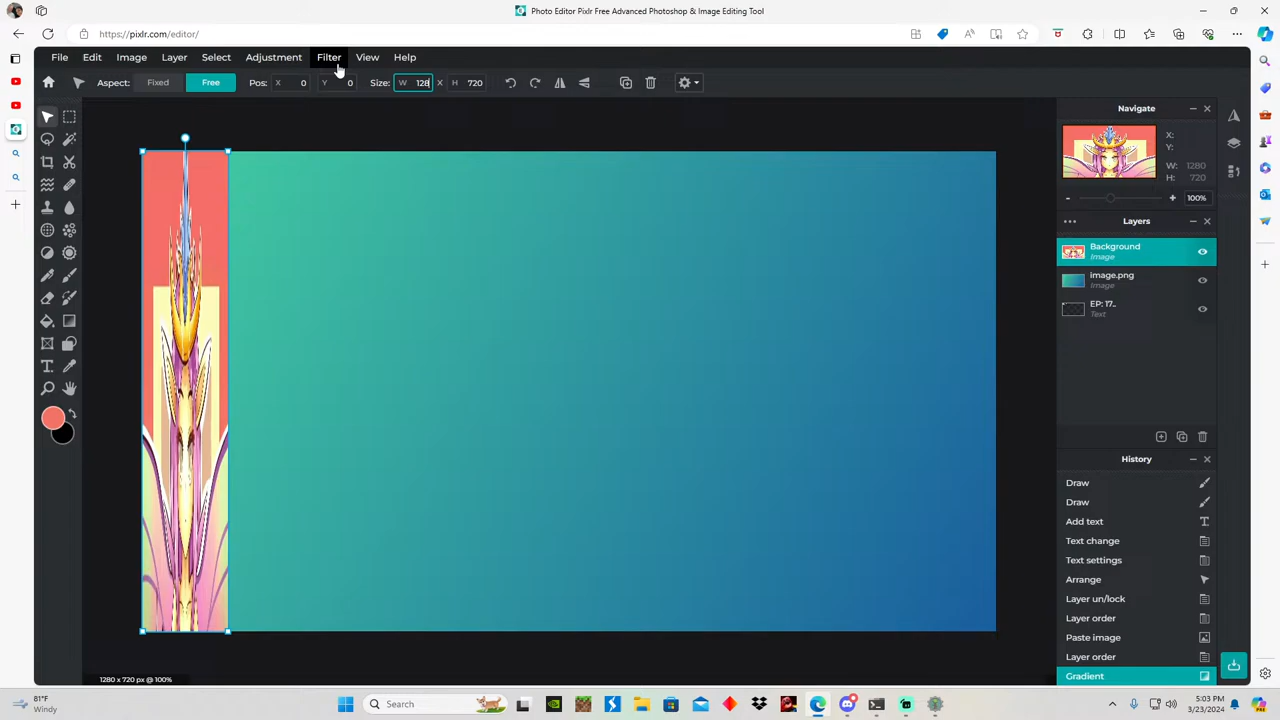 Photo Editor Pixlr Free Advanced Photoshop & Image Editing Tool
https://pixlr.com/editor/
File Edit Image Layer Select Adjustment Filter View Help
Aspect: Fixed Free Pos: X 0 Y 0 Size: W 128 X H 720
Navigate
X:
Y:
W: 1280
H: 720
- + 100%
Layers
Background
Image
image.png
Image
EP: 17..
Text
History
Draw
Draw
Add text
Text change
Text settings
Arrange
Layer un/lock
Layer order
Paste image
Layer order
Gradient
1280 x 720 px @ 100%
81°F
Windy
Search
5:03 PM
3/23/2024